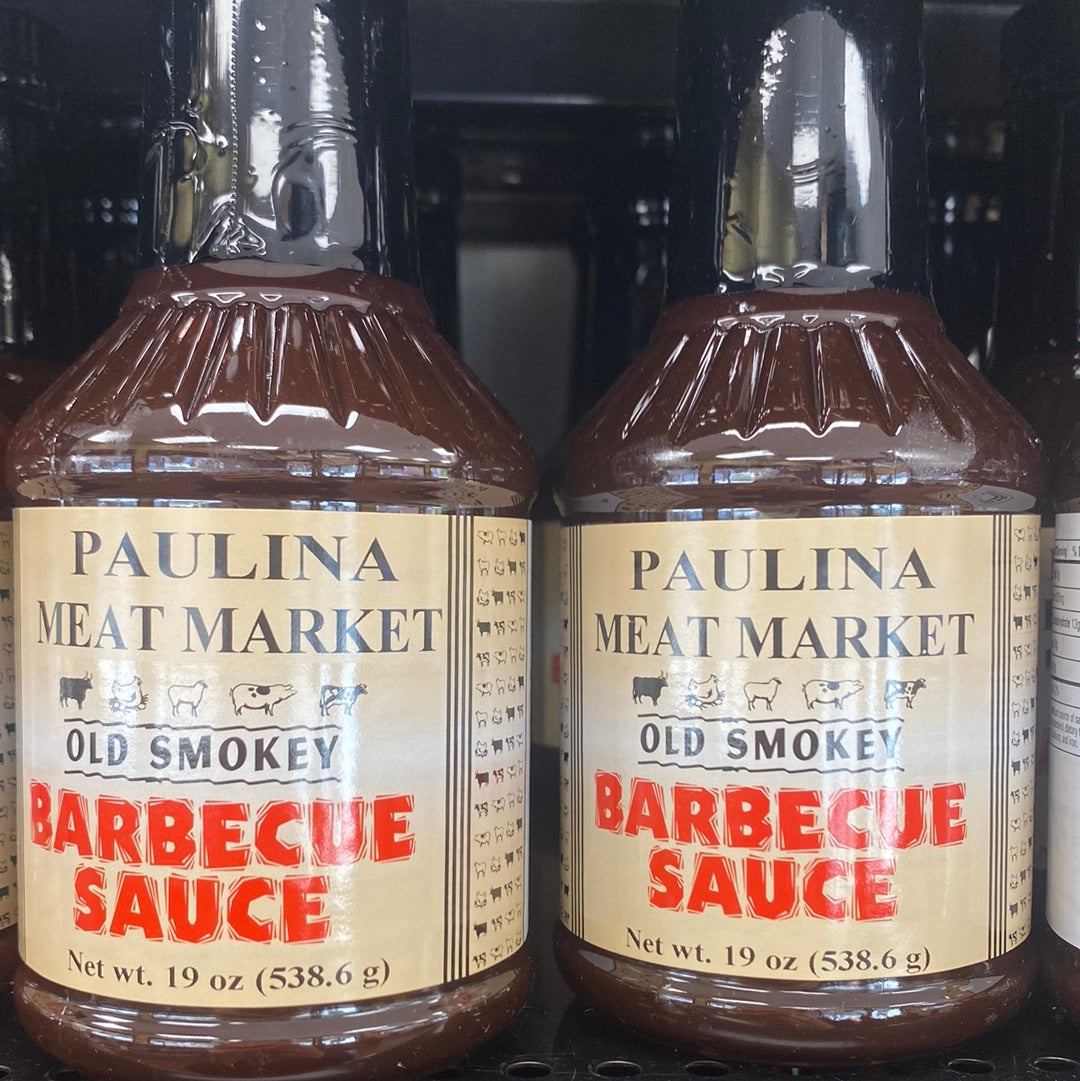 PAULINA
MEAT MARKET
OLD SMOKEY
BARBECUE
SAUCE
Net wt. 19 oz (538.6 g)
PAULINA
MEAT MARKET
OLD SMOKEY
BARBECUE
SAUCE
Net wt. 19 oz (538.6 g)